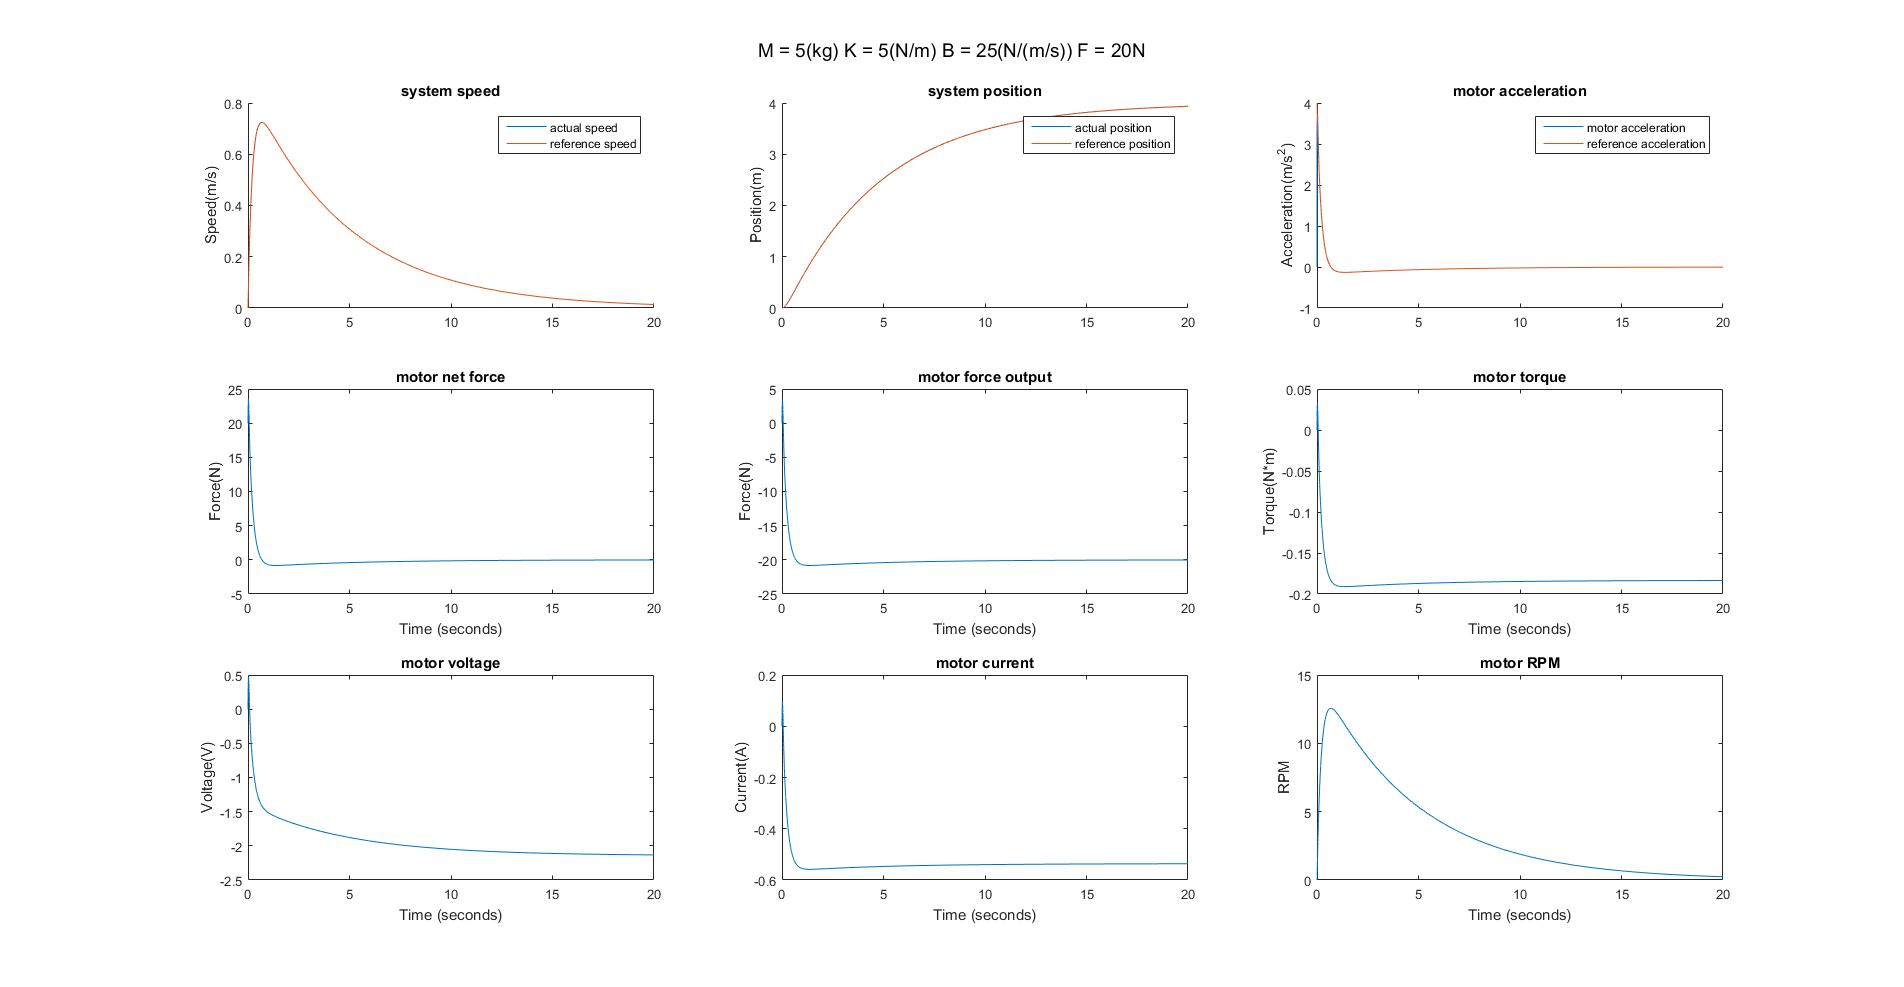 M = 5(kg) K = 5(N/m) B = 25(N/(m/s)) F = 20N
system speed
Speed(m/s)
0.8
0.6
0.4
0.2
0
0 5 10 15 20
actual speed
reference speed
system position
Position(m)
4
3
2
1
0
0 5 10 15 20
actual position
reference position
motor acceleration
Acceleration(m/s²)
4
3
2
1
0
-1
0 5 10 15 20
motor acceleration
reference acceleration
motor net force
Force(N)
25
20
15
10
5
0
-5
0 5 10 15 20
Time (seconds)
motor force output
Force(N)
5
0
-5
-10
-15
-20
-25
0 5 10 15 20
Time (seconds)
motor torque
Torque(N*m)
0.05
0
-0.05
-0.1
-0.15
-0.2
0 5 10 15 20
Time (seconds)
motor voltage
Voltage(V)
0.5
0
-0.5
-1
-1.5
-2
-2.5
0 5 10 15 20
Time (seconds)
motor current
Current(A)
0.2
0
-0.2
-0.4
-0.6
0 5 10 15 20
Time (seconds)
motor RPM
RPM
15
10
5
0
0 5 10 15 20
Time (seconds)